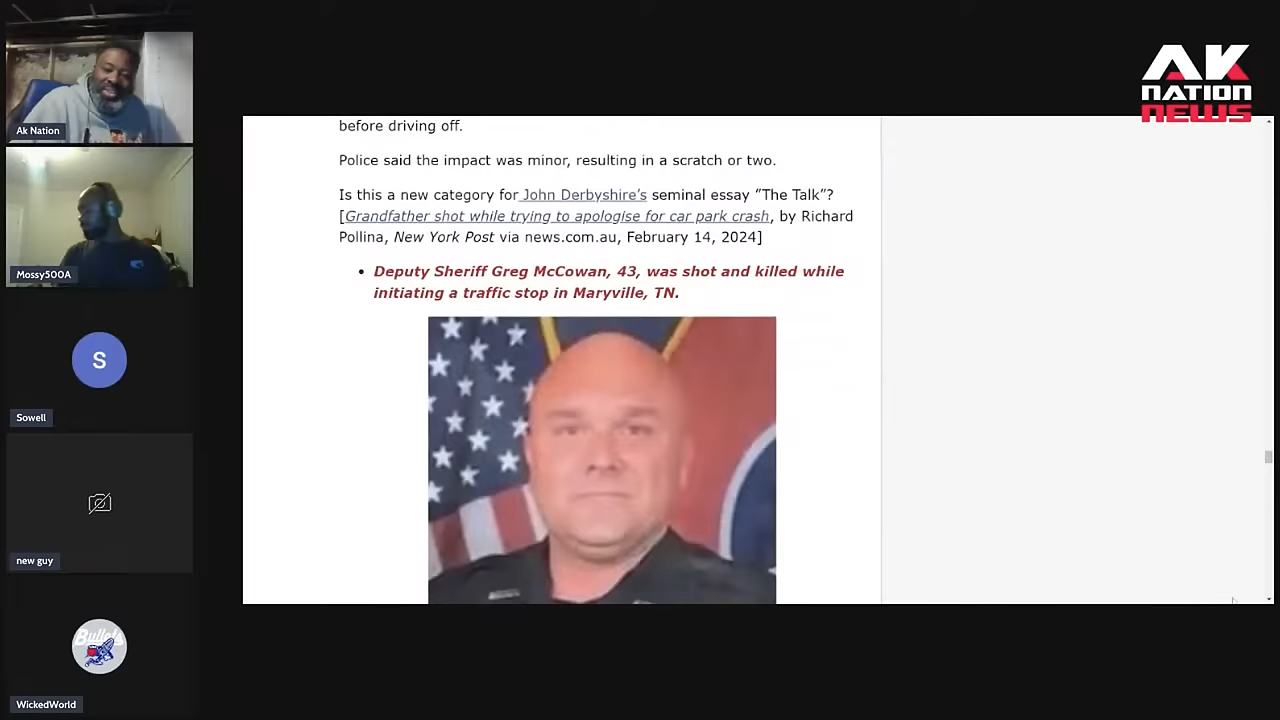 AK
NATION
NEWS
Ak Nation
Mossy500A
S
Sowell
new guy
Bullets
WickedWorld
before driving off.
Police said the impact was minor, resulting in a scratch or two.
Is this a new category for John Derbyshire’s seminal essay “The Talk”?
[Grandfather shot while trying to apologise for car park crash, by Richard
Pollina, New York Post via news.com.au, February 14, 2024]
• Deputy Sheriff Greg McCowan, 43, was shot and killed while
initiating a traffic stop in Maryville, TN.